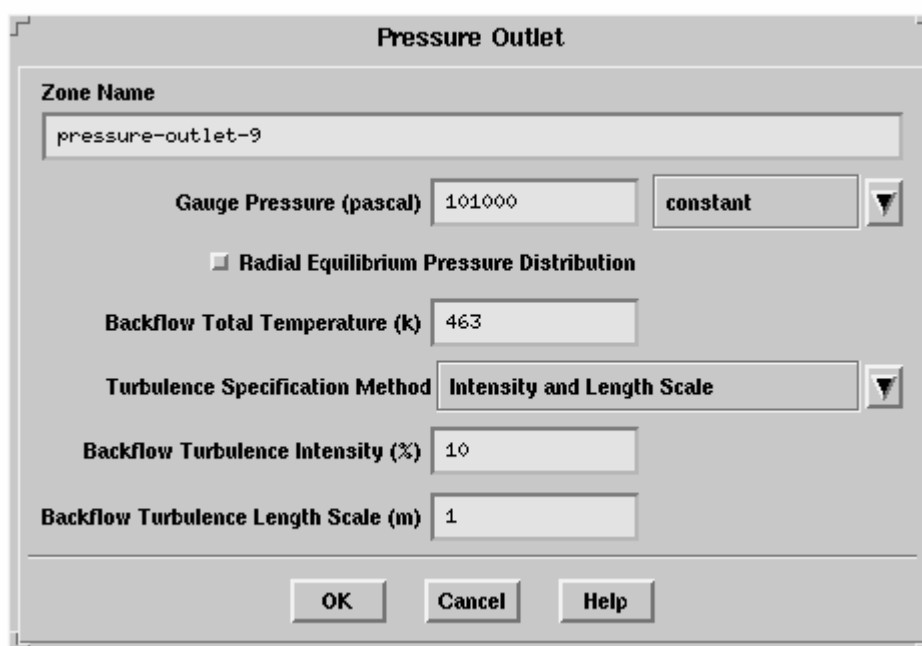 Pressure Outlet
Zone Name
pressure-outlet-9
Gauge Pressure (pascal) 101000 constant
Radial Equilibrium Pressure Distribution
Backflow Total Temperature (k) 463
Turbulence Specification Method Intensity and Length Scale
Backflow Turbulence Intensity (%) 10
Backflow Turbulence Length Scale (m) 1
OK Cancel Help